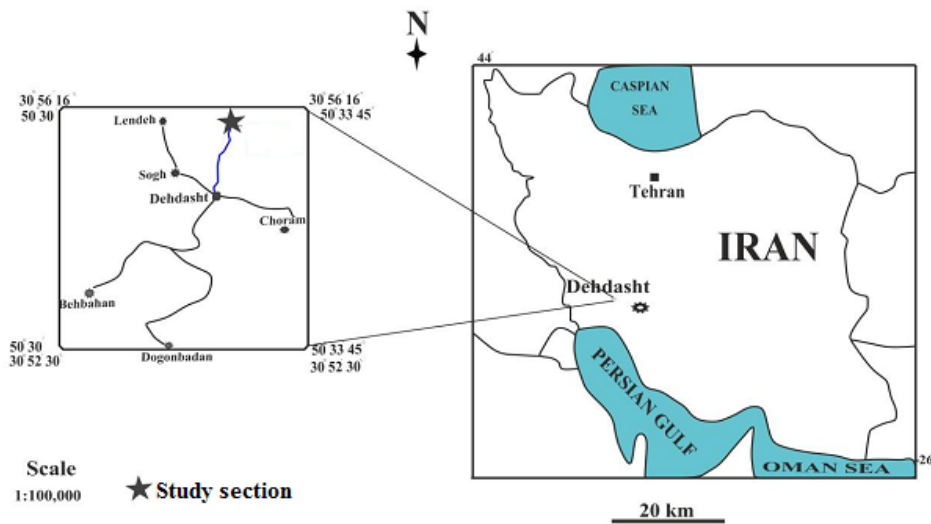 N
30° 56' 16"
50° 30'
30° 56' 16"
50° 33' 45"
Lendeh
Sogh
Dehdasht
Choram
Behbahan
Dogonbadan
50° 30'
30° 52' 30"
50° 33' 45"
30° 52' 30"
Scale
1:100,000
Study section
44°
CASPIAN
SEA
Tehran
IRAN
Dehdasht
PERSIAN GULF
OMAN SEA
26°
20 km